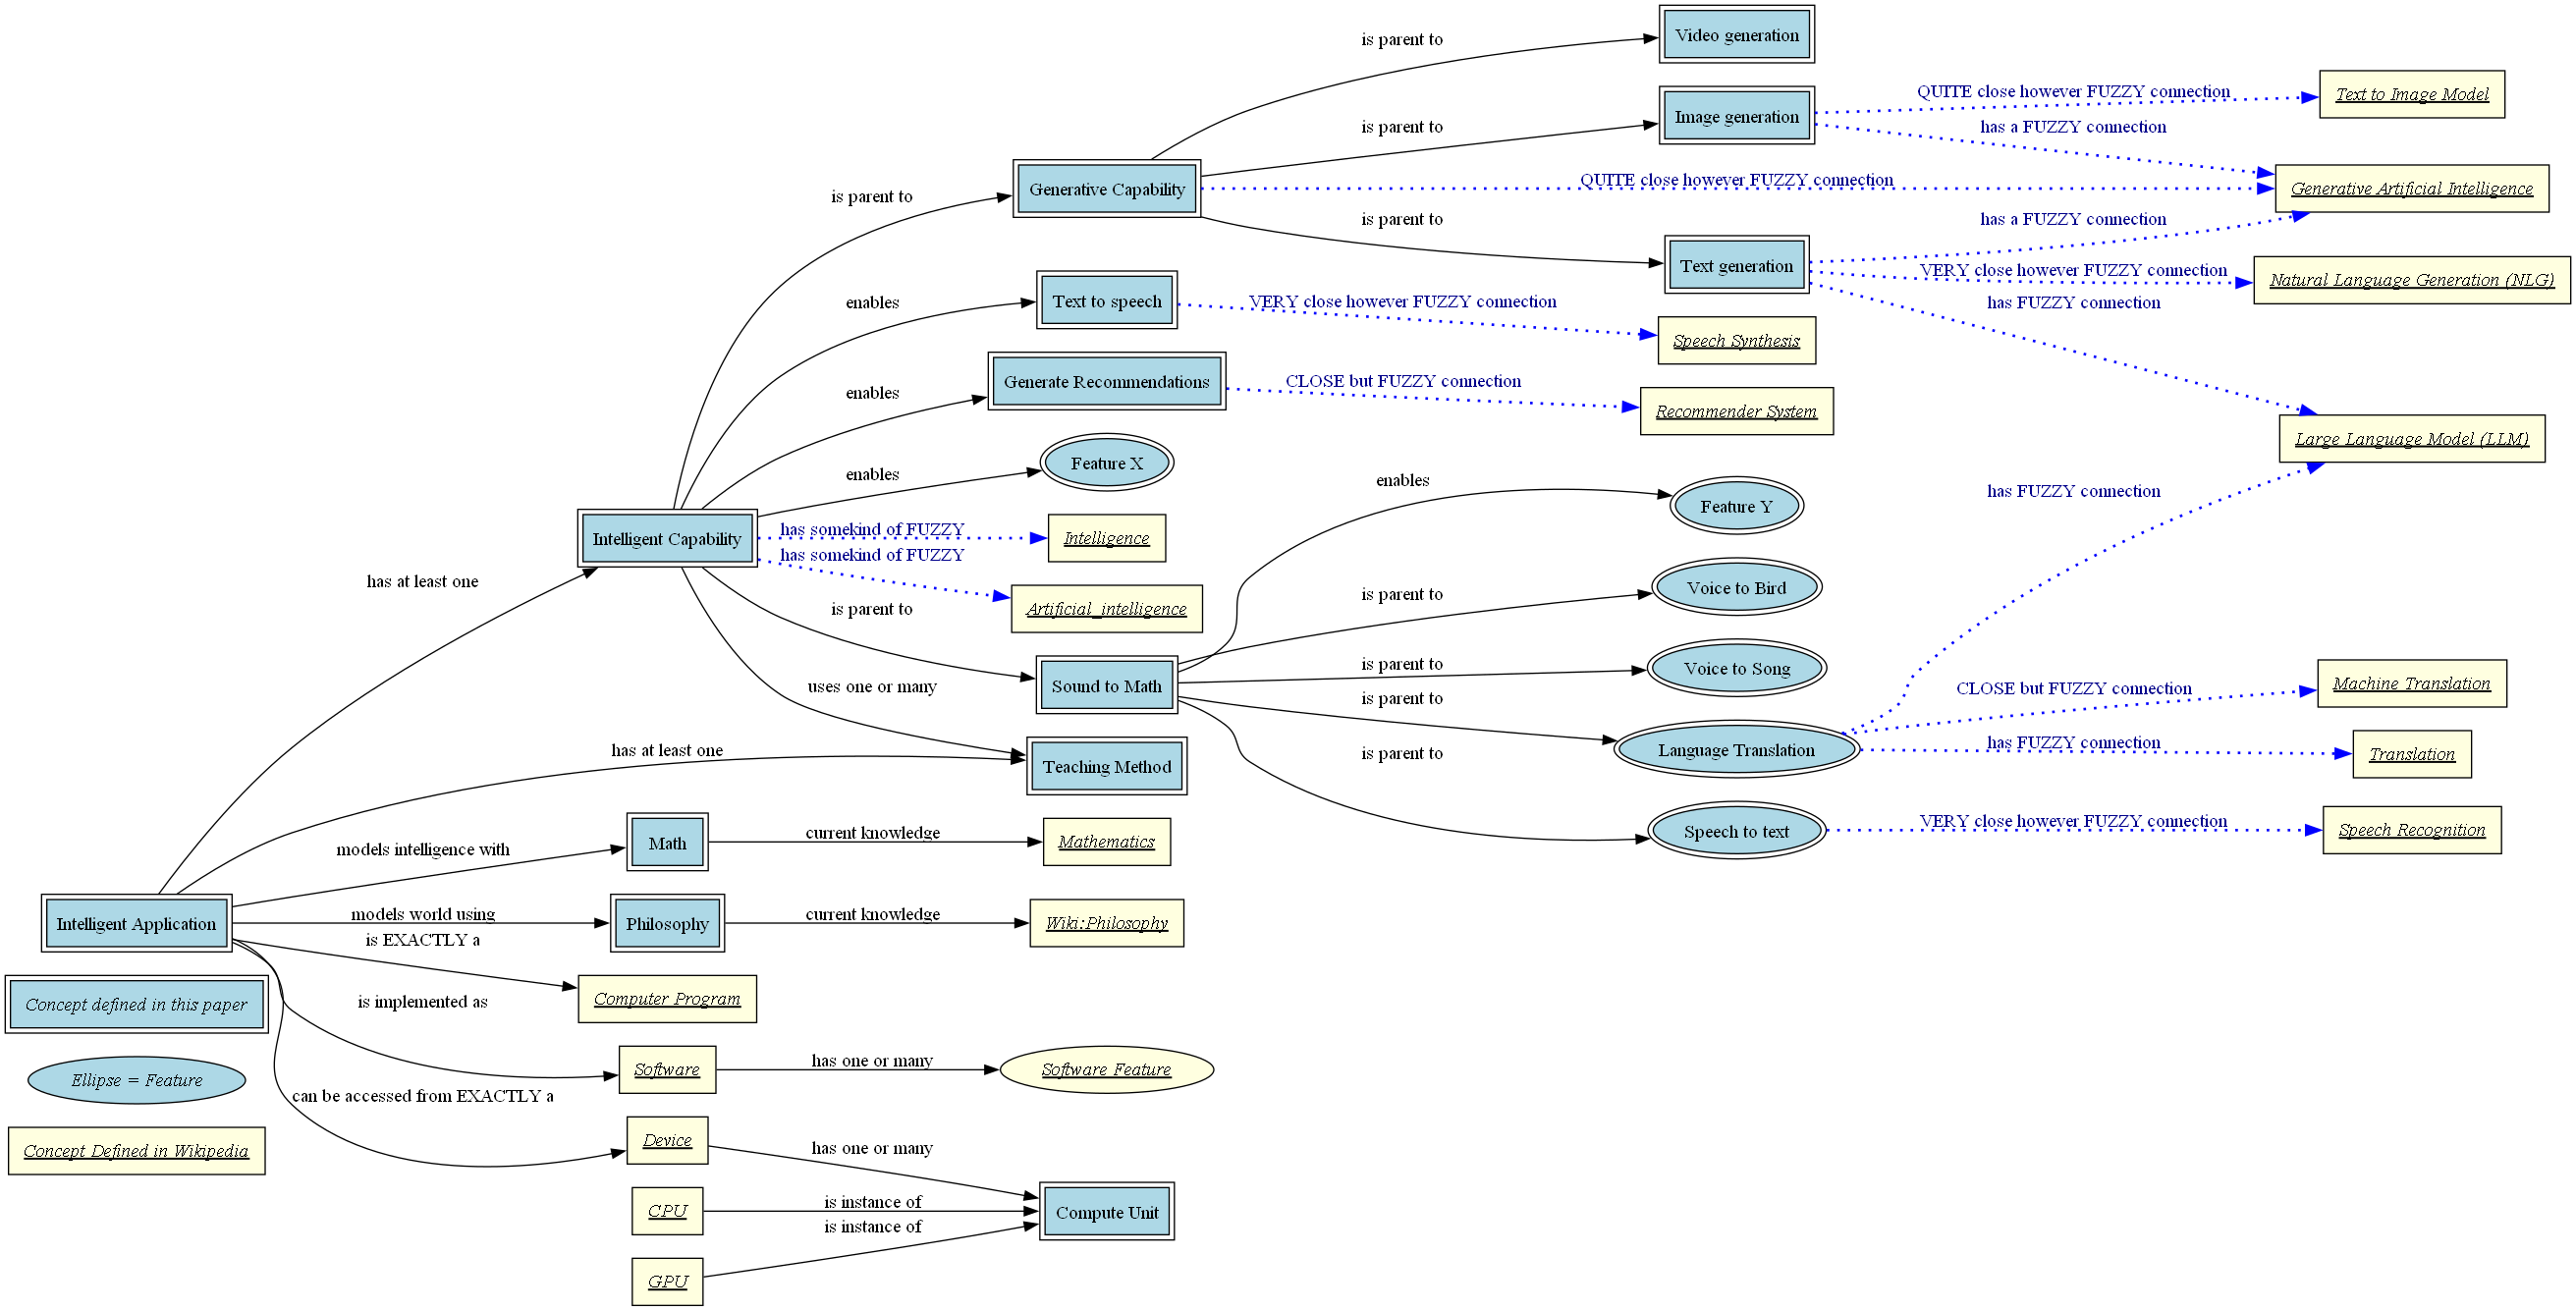 Video generation
is parent to
Text to Image Model
QUITE close however FUZZY connection
Image generation
is parent to
has a FUZZY connection
Generative Capability
is parent to
QUITE close however FUZZY connection
Generative Artificial Intelligence
is parent to
has a FUZZY connection
Text generation
VERY close however FUZZY connection
Natural Language Generation (NLG)
has FUZZY connection
enables
Text to speech
VERY close however FUZZY connection
Speech Synthesis
enables
Generate Recommendations
CLOSE but FUZZY connection
Recommender System
Large Language Model (LLM)
enables
Feature X
enables
Feature Y
has FUZZY connection
Intelligent Capability
has somekind of FUZZY
Intelligence
has somekind of FUZZY
has at least one
is parent to
Artificial_intelligence
is parent to
Voice to Bird
uses one or many
Sound to Math
is parent to
Voice to Song
is parent to
CLOSE but FUZZY connection
Machine Translation
has at least one
Teaching Method
is parent to
Language Translation
has FUZZY connection
Translation
models intelligence with
Math
current knowledge
Mathematics
Speech to text
VERY close however FUZZY connection
Speech Recognition
Intelligent Application
models world using
Philosophy
current knowledge
Wiki:Philosophy
is EXACTLY a
Concept defined in this paper
is implemented as
Computer Program
Ellipse = Feature
Software
has one or many
Software Feature
can be accessed from EXACTLY a
Concept Defined in Wikipedia
Device
has one or many
CPU
is instance of
Compute Unit
is instance of
GPU